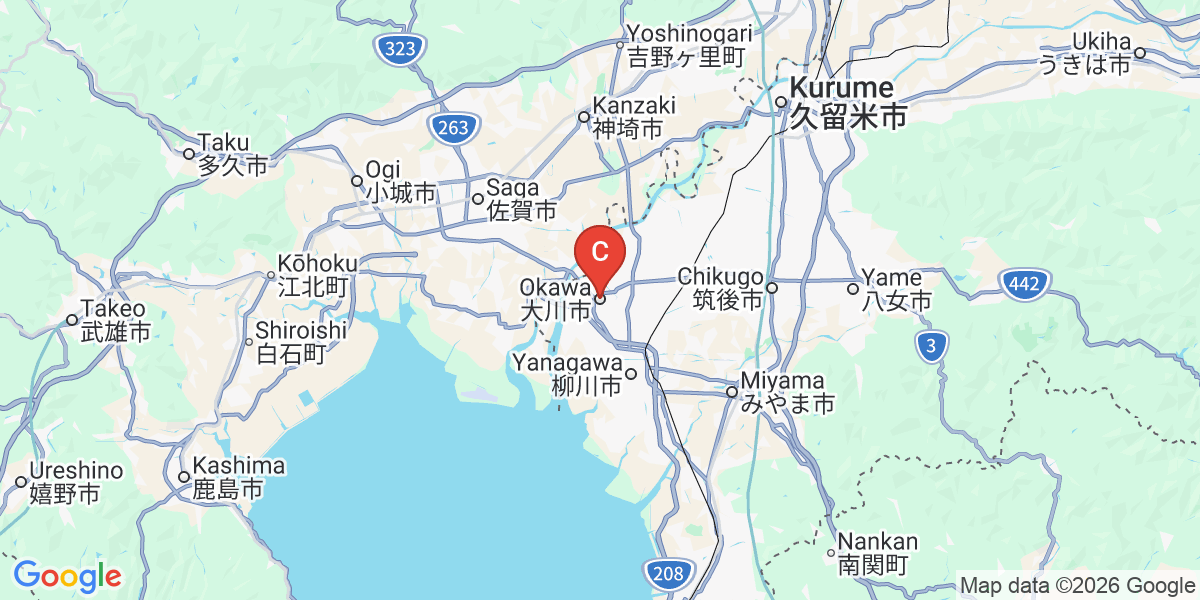 Yoshinogari
吉野ヶ里町
323
Ukiha
うきは市
Kurume
久留米市
Kanzaki
神埼市
263
Taku
多久市
Ogi
小城市
Saga
佐賀市
C
Kōhoku
江北町
Okawa
大川市
Chikugo
筑後市
Yame
八女市
442
Takeo
武雄市
Shiroishi
白石町
3
Yanagawa
柳川市
Miyama
みやま市
Ureshino
嬉野市
Kashima
鹿島市
Nankan
南関町
208
Google
Map data ©2026 Google